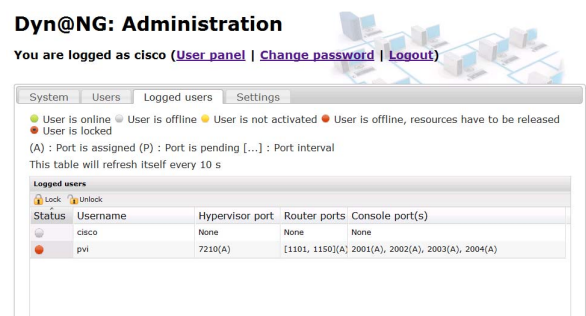 Dyn@NG: Administration
You are logged as cisco (User panel | Change password | Logout)
System Users Logged users Settings
User is online User is offline User is not activated User is offline, resources have to be released
User is locked
(A) : Port is assigned (P) : Port is pending [...] : Port interval
This table will refresh itself every 10 s
Logged users
Lock Unlock
Status Username Hypervisor port Router ports Console port(s)
cisco None None None
pvi 7210(A) [1101, 1150](A) 2001(A), 2002(A), 2003(A), 2004(A)